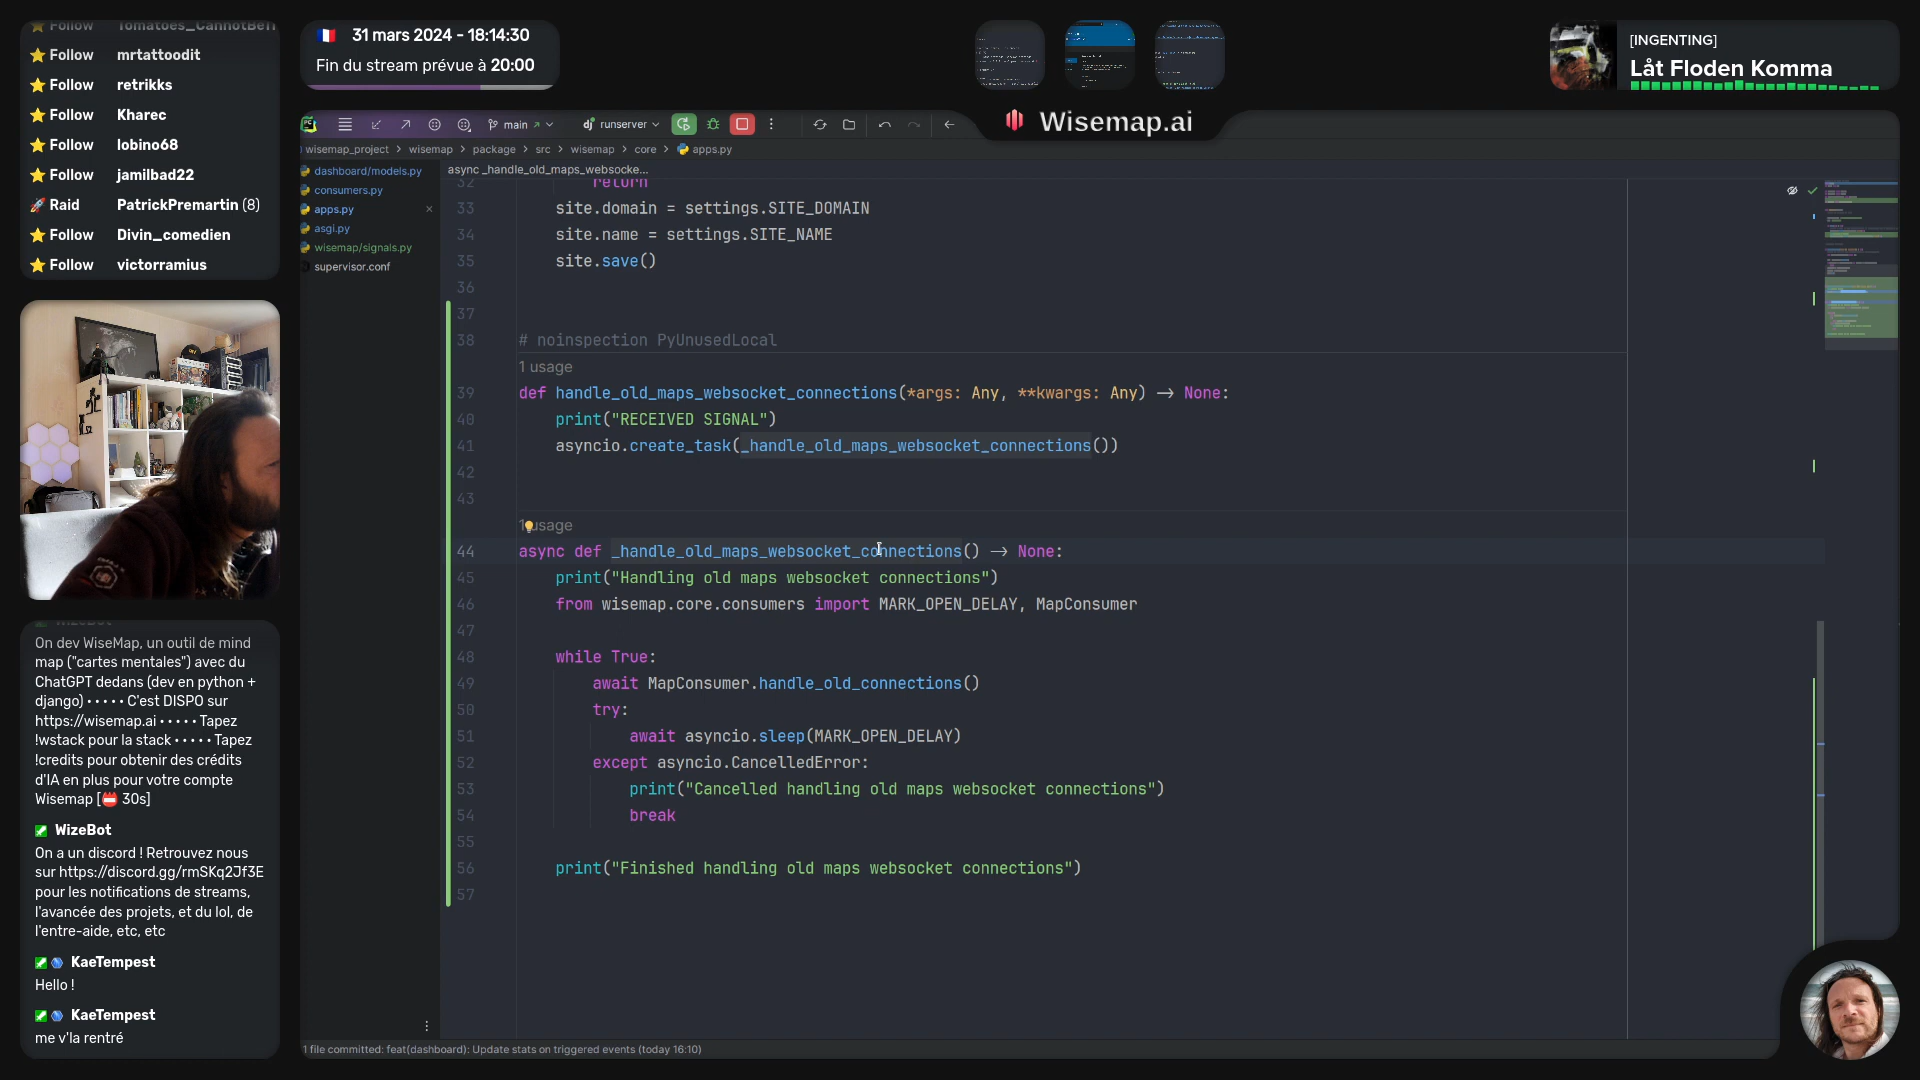 Follow Tomatoes_CannotBeT
Follow mrtattoodit
Follow retrikks
Follow Kharec
Follow lobino68
Follow jamilbad22
Raid PatrickPremartin (8)
Follow Divin_comedien
Follow victorramius
31 mars 2024 - 18:14:30
Fin du stream prévue à 20:00
[INGENTING]
Låt Floden Komma
Wisemap.ai
main
runserver
wisemap_project > wisemap > package > src > wisemap > core > apps.py
dashboard/models.py
consumers.py
apps.py
asgi.py
wisemap/signals.py
supervisor.conf
async _handle_old_maps_websocke...
32 return
33 site.domain = settings.SITE_DOMAIN
34 site.name = settings.SITE_NAME
35 site.save()
36
37
38 # noinspection PyUnusedLocal
1 usage
39 def handle_old_maps_websocket_connections(*args: Any, **kwargs: Any) -> None:
40 print("RECEIVED SIGNAL")
41 asyncio.create_task(_handle_old_maps_websocket_connections())
42
43
1 usage
44 async def _handle_old_maps_websocket_connections() -> None:
45 print("Handling old maps websocket connections")
46 from wisemap.core.consumers import MARK_OPEN_DELAY, MapConsumer
47
48 while True:
49 await MapConsumer.handle_old_connections()
50 try:
51 await asyncio.sleep(MARK_OPEN_DELAY)
52 except asyncio.CancelledError:
53 print("Cancelled handling old maps websocket connections")
54 break
55
56 print("Finished handling old maps websocket connections")
57
1 file committed: feat(dashboard): Update stats on triggered events (today 16:10)
WizeBot
On dev WiseMap, un outil de mind
map ("cartes mentales") avec du
ChatGPT dedans (dev en python +
django) • • • • • C'est DISPO sur
https://wisemap.ai • • • • • Tapez
!wstack pour la stack • • • • • Tapez
!credits pour obtenir des crédits
d'IA en plus pour votre compte
Wisemap [📛 30s]
WizeBot
On a un discord ! Retrouvez nous
sur https://discord.gg/rmSKq2Jf3E
pour les notifications de streams,
l'avancée des projets, et du lol, de
l'entre-aide, etc, etc
KaeTempest
Hello !
KaeTempest
me v'la rentré